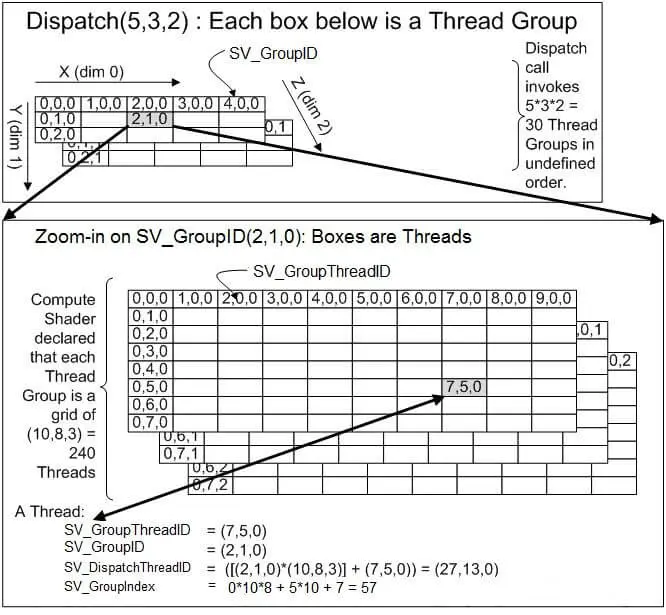 Dispatch(5,3,2) : Each box below is a Thread Group
SV_GroupID
X (dim 0)
Y (dim 1)
Z (dim 2)
0,0,0 1,0,0 2,0,0 3,0,0 4,0,0
0,1,0 2,1,0 0,1
0,2,0
0,1,1
0,2,1
Dispatch
call
invokes
5*3*2 =
30 Thread
Groups in
undefined
order.
Zoom-in on SV_GroupID(2,1,0): Boxes are Threads
SV_GroupThreadID
Compute
Shader
declared
that each
Thread
Group is a
grid of
(10,8,3) =
240
Threads
0,0,0 1,0,0 2,0,0 3,0,0 4,0,0 5,0,0 6,0,0 7,0,0 8,0,0 9,0,0
0,1,0
0,2,0 ,0,1
0,3,0
0,4,0 0,2
0,5,0 7,5,0
0,6,0
0,7,0
0,6,1
0,7,1
0,6,2
0,7,2
A Thread:
SV_GroupThreadID = (7,5,0)
SV_GroupID = (2,1,0)
SV_DispatchThreadID = ([(2,1,0)*(10,8,3)] + (7,5,0)) = (27,13,0)
SV_GroupIndex = 0*10*8 + 5*10 + 7 = 57